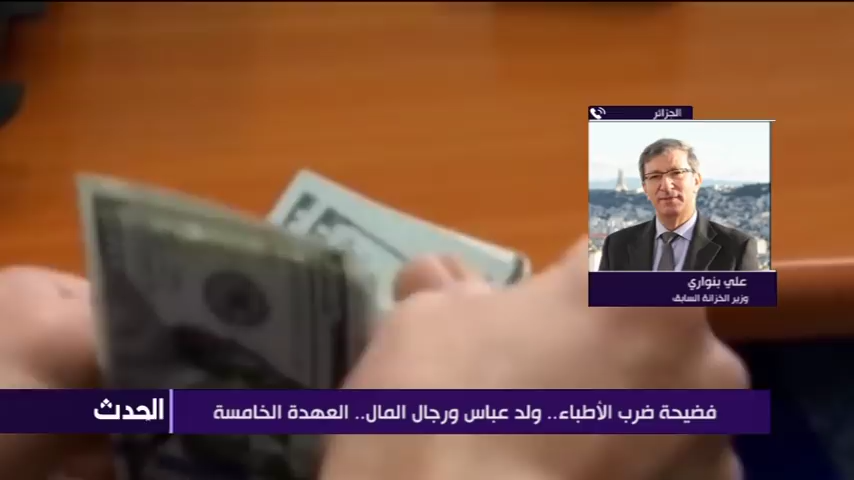 الجزائر
علي بنواري
وزير الخزانة السابق
فضيحة ضرب الأطباء.. ولد عباس ورجال المال.. العهدة الخامسة
الحدث